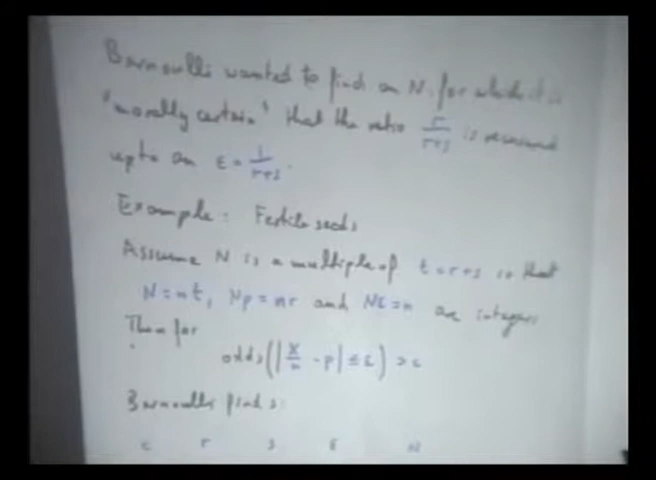 Bernoulli wanted to find an N for which it is
"morally certain" that the ratio r/(r+s) is recovered
up to an ε = 1/(r+s).
Example: Fertile seeds
Assume N is a multiple of t=r+s so that
N=nt, Np=nr and Nε=n are integers
Then for
odds(|X/n - p| ≤ ε) > c
Bernoulli finds:
c r s ε N